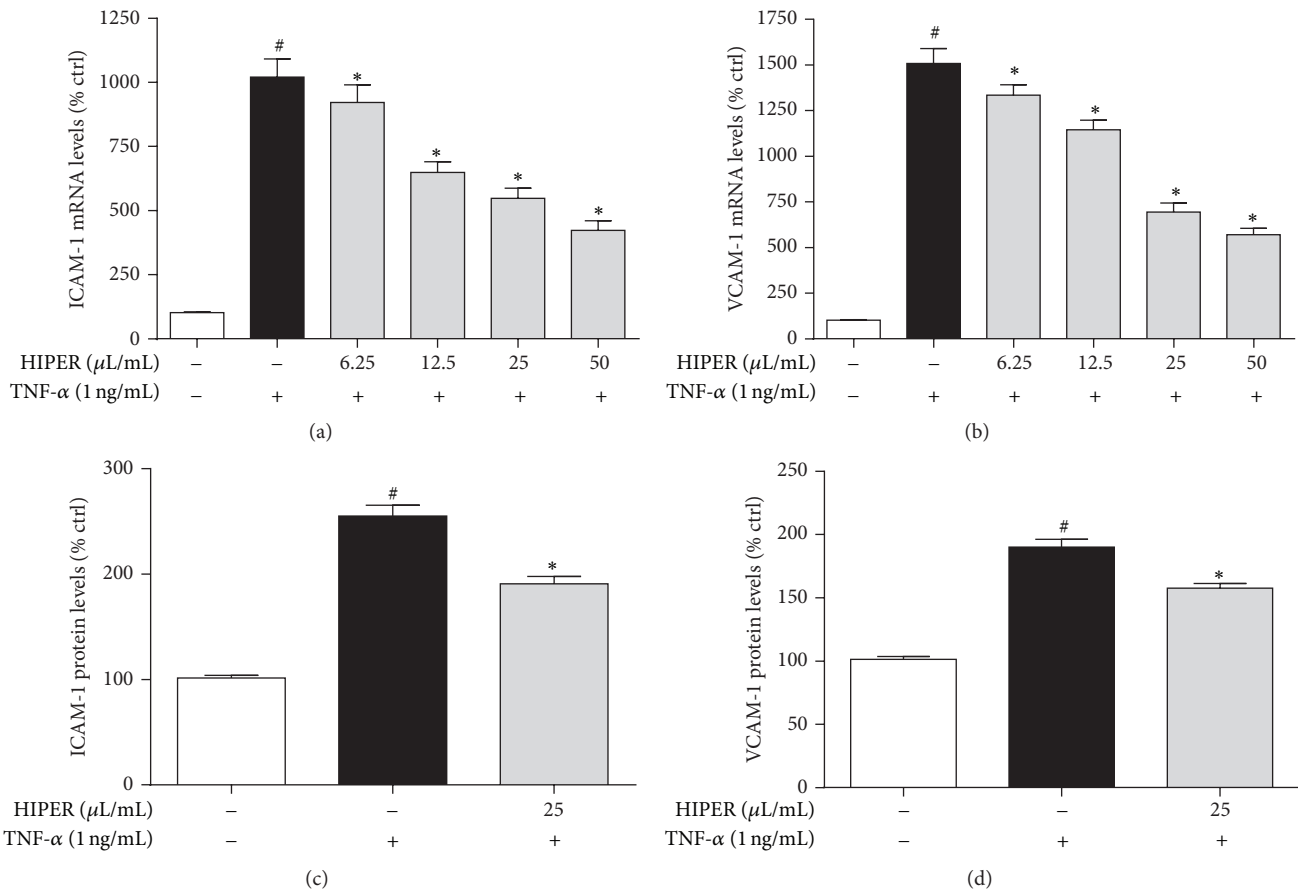 ICAM-1 mRNA levels (% ctrl)
1250
1000
750
500
250
0
#
*
*
*
*
HIPER (μL/mL) – – 6.25 12.5 25 50
TNF-α (1 ng/mL) – + + + + +
(a)
VCAM-1 mRNA levels (% ctrl)
1750
1500
1250
1000
750
500
250
0
#
*
*
*
*
HIPER (μL/mL) – – 6.25 12.5 25 50
TNF-α (1 ng/mL) – + + + + +
(b)
ICAM-1 protein levels (% ctrl)
300
200
100
0
#
*
HIPER (μL/mL) – – 25
TNF-α (1 ng/mL) – + +
(c)
VCAM-1 protein levels (% ctrl)
250
200
150
100
50
0
#
*
HIPER (μL/mL) – – 25
TNF-α (1 ng/mL) – + +
(d)